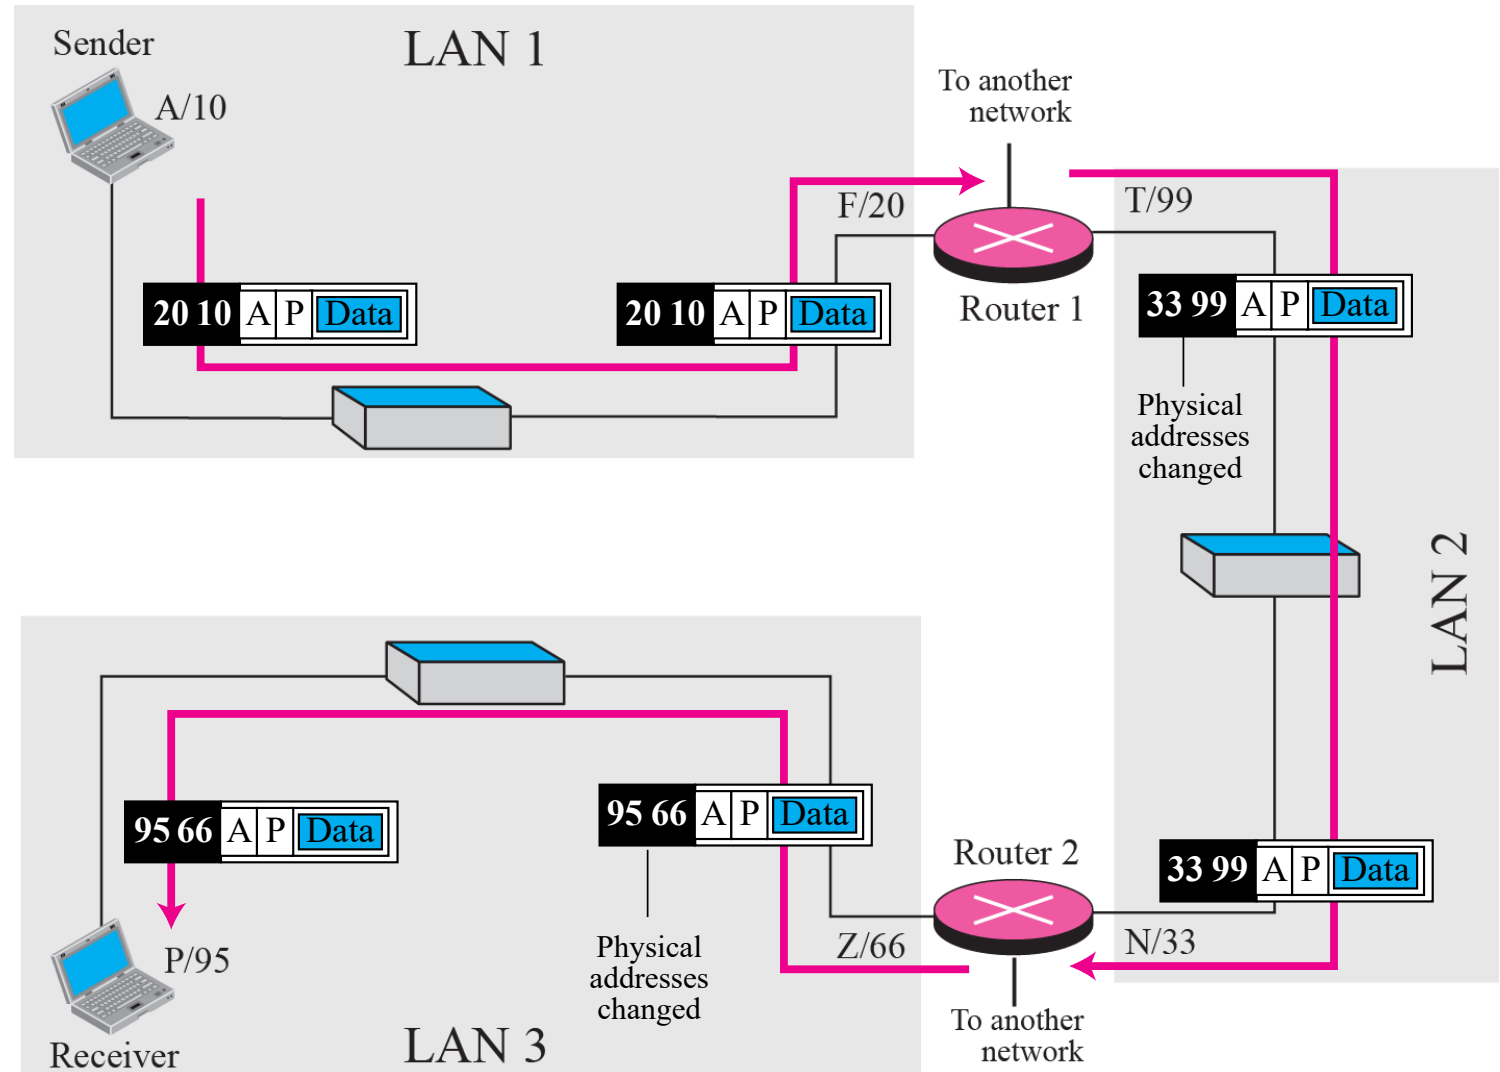 Sender
LAN 1
A/10
To another
network
F/20
T/99
20 10 A P Data
20 10 A P Data
Router 1
33 99 A P Data
Physical
addresses
changed
LAN 2
95 66 A P Data
95 66 A P Data
Router 2
33 99 A P Data
P/95
Physical
addresses
changed
Z/66
N/33
To another
network
Receiver
LAN 3